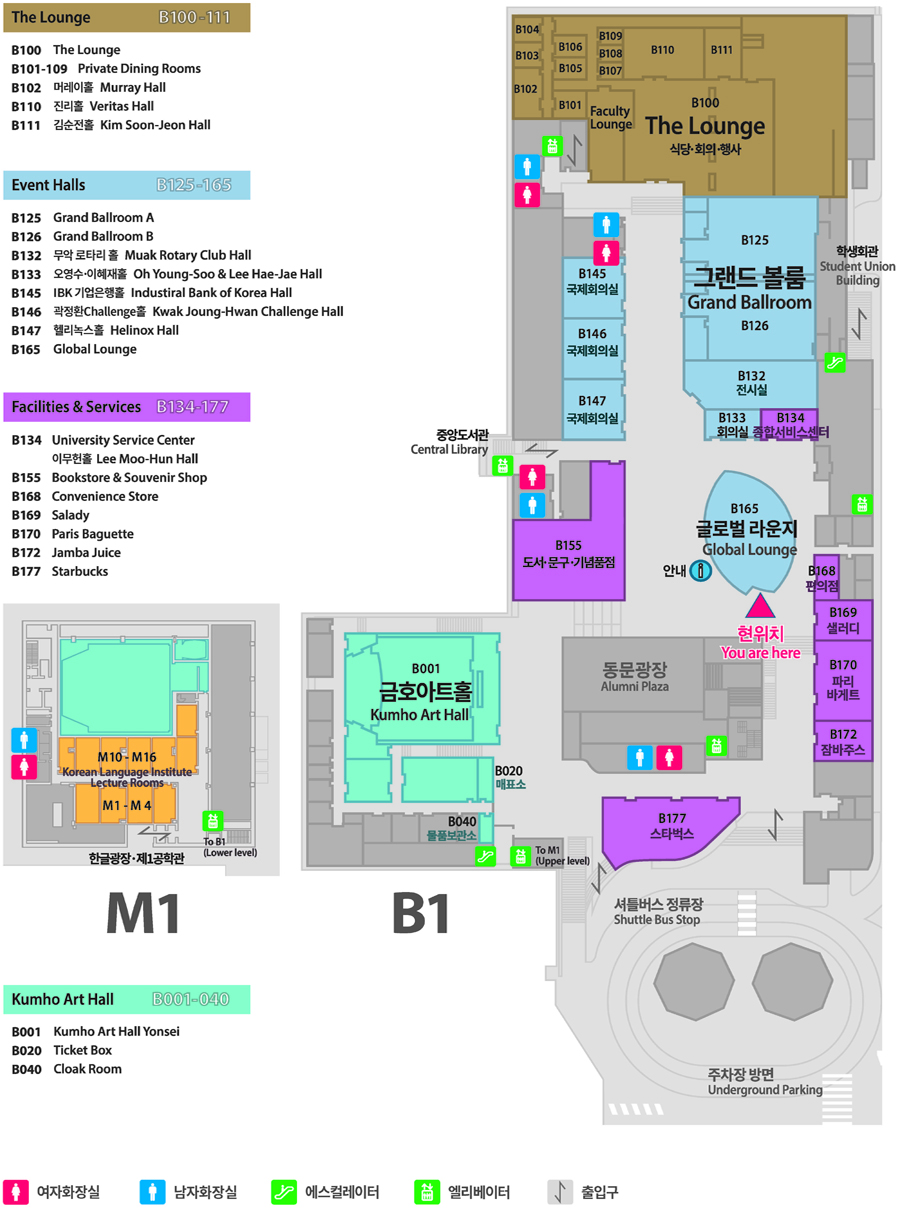 The Lounge B100-111
B100 The Lounge
B101-109 Private Dining Rooms
B102 머레이홀 Murray Hall
B110 진리홀 Veritas Hall
B111 김순전홀 Kim Soon-Jeon Hall
Event Halls B125-165
B125 Grand Ballroom A
B126 Grand Ballroom B
B132 무악 로타리 홀 Muak Rotary Club Hall
B133 오영수·이혜재홀 Oh Young-Soo & Lee Hae-Jae Hall
B145 IBK 기업은행홀 Industiral Bank of Korea Hall
B146 곽정환Challenge홀 Kwak Joung-Hwan Challenge Hall
B147 헬리녹스홀 Helinox Hall
B165 Global Lounge
Facilities & Services B134-177
B134 University Service Center
이무헌홀 Lee Moo-Hun Hall
B155 Bookstore & Souvenir Shop
B168 Convenience Store
B169 Salady
B170 Paris Baguette
B172 Jamba Juice
B177 Starbucks
B104
B103
B102
B106
B105
B101
B109
B108
B107
B110
B111
Faculty
Lounge
B100
The Lounge
식당·회의·행사
B125
그랜드 볼룸
Grand Ballroom
B126
학생회관
Student Union
Building
B145
국제회의실
B146
국제회의실
B147
국제회의실
B132
전시실
B133
회의실
B134
종합서비스센터
중앙도서관
Central Library
B155
도서·문구·기념품점
B165
글로벌 라운지
Global Lounge
안내
현위치
You are here
B168
편의점
B169
샐러디
B170
파리
바게트
B172
잠바주스
동문광장
Alumni Plaza
B001
금호아트홀
Kumho Art Hall
B020
매표소
B040
물품보관소
To M1
(Upper level)
B177
스타벅스
셔틀버스 정류장
Shuttle Bus Stop
주차장 방면
Underground Parking
M10 - M16
Korean Language Institute
Lecture Rooms
M1 - M 4
To B1
(Lower level)
한글광장·제1공학관
M1
B1
Kumho Art Hall B001-040
B001 Kumho Art Hall Yonsei
B020 Ticket Box
B040 Cloak Room
여자화장실
남자화장실
에스컬레이터
엘리베이터
출입구